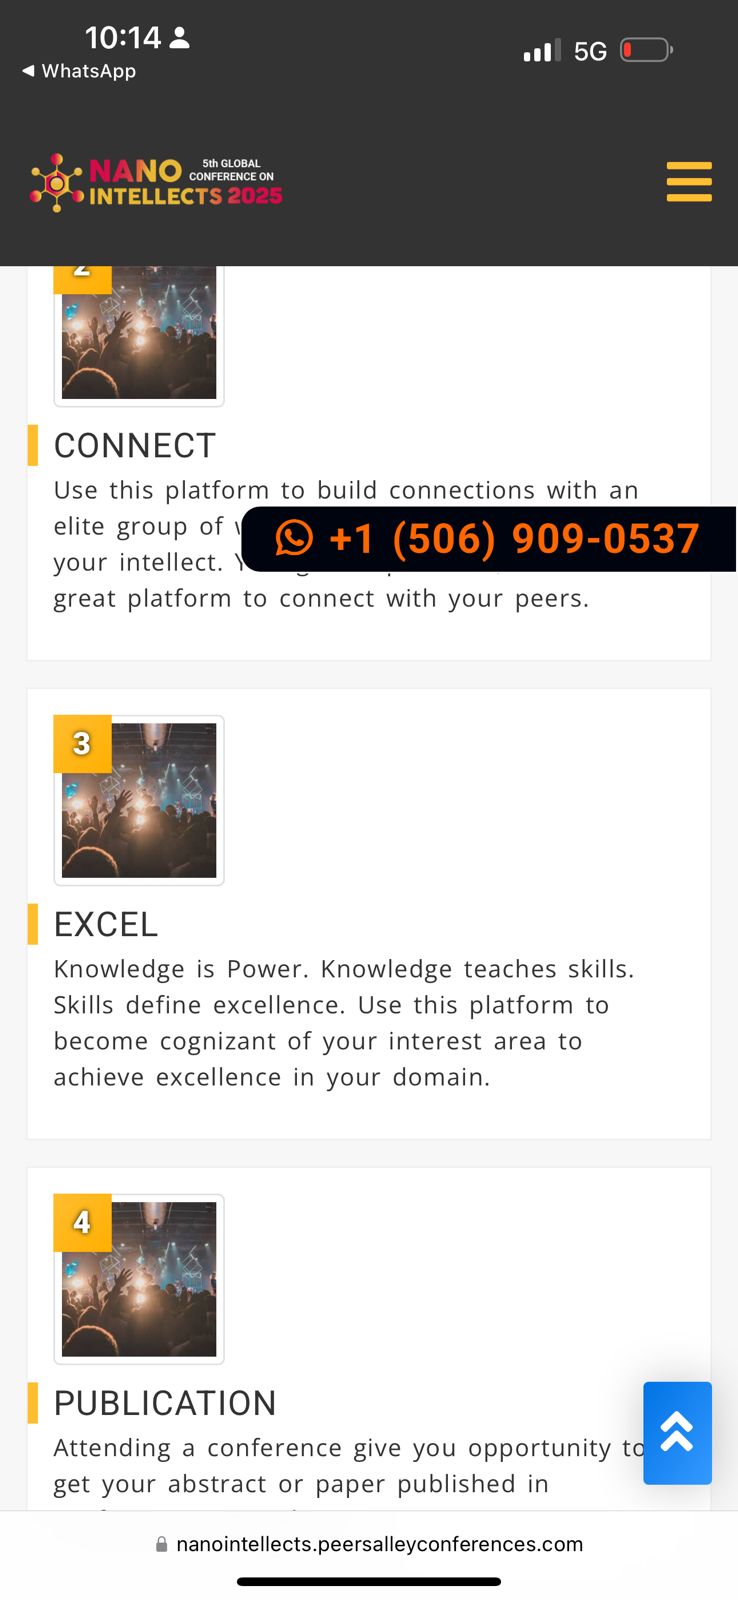 10:14
5G
WhatsApp
NANO
5th GLOBAL
CONFERENCE ON
INTELLECTS 2025
2
CONNECT
Use this platform to build connections with an
elite group of
+1 (506) 909-0537
your intellect.
great platform to connect with your peers.
3
EXCEL
Knowledge is Power. Knowledge teaches skills.
Skills define excellence. Use this platform to
become cognizant of your interest area to
achieve excellence in your domain.
4
PUBLICATION
Attending a conference give you opportunity to
get your abstract or paper published in
nanointellects.peersalleyconferences.com